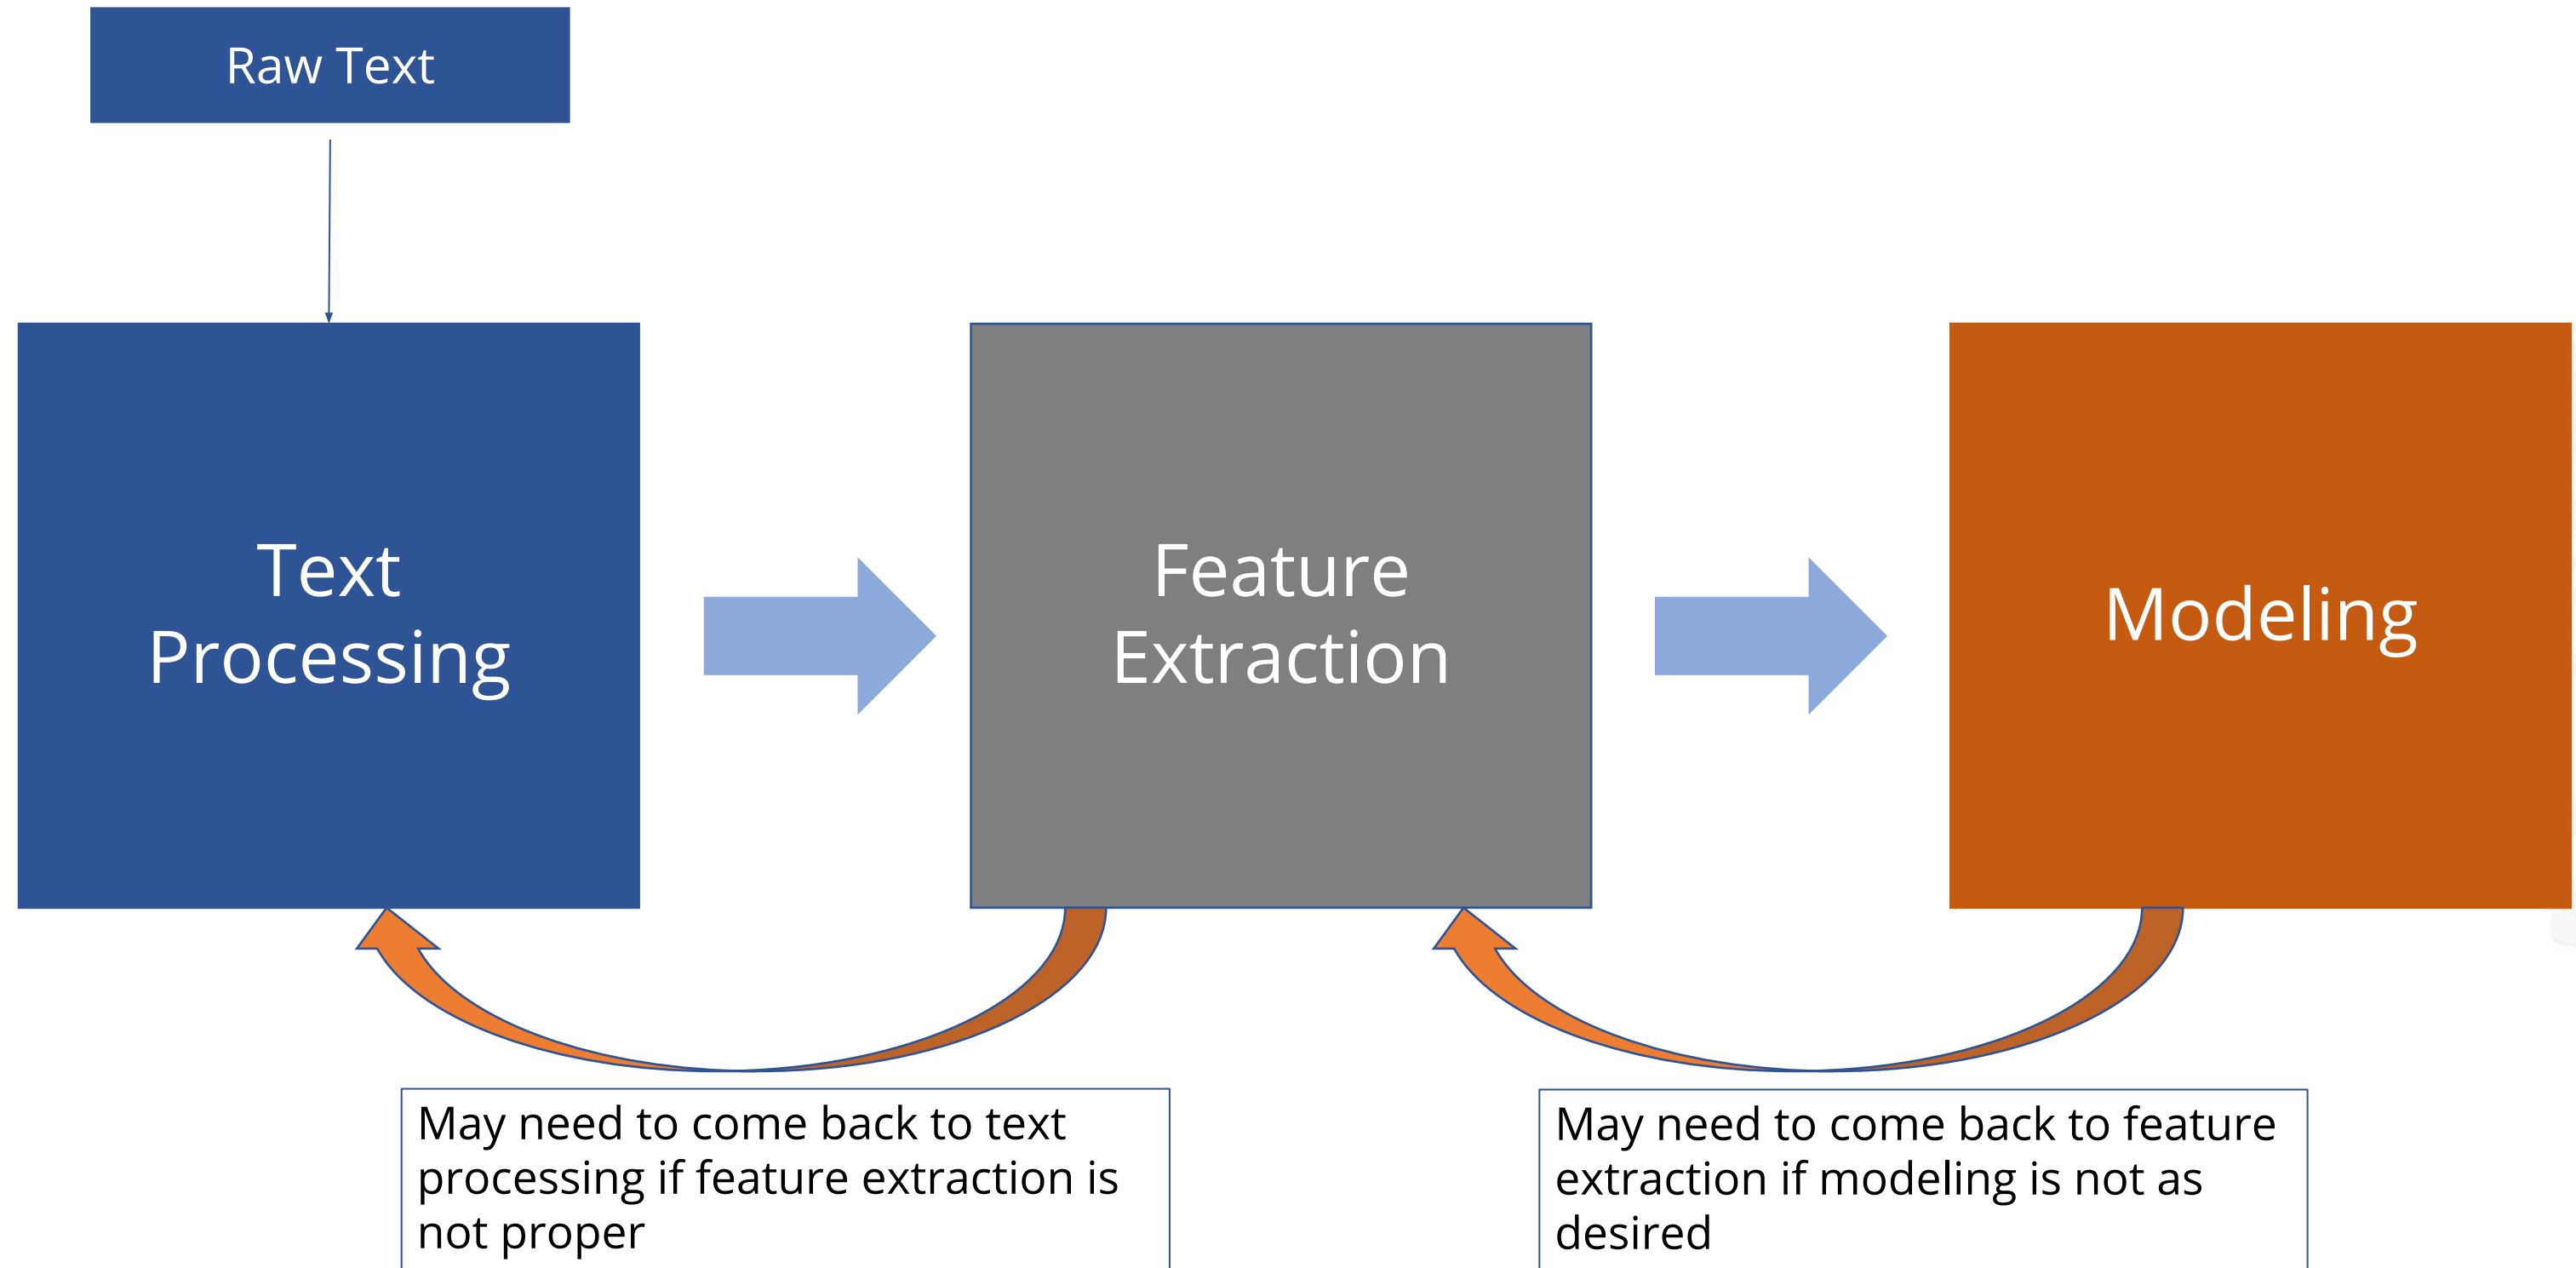 Raw Text
Text
Processing
Feature
Extraction
Modeling
May need to come back to text
processing if feature extraction is
not proper
May need to come back to feature
extraction if modeling is not as
desired